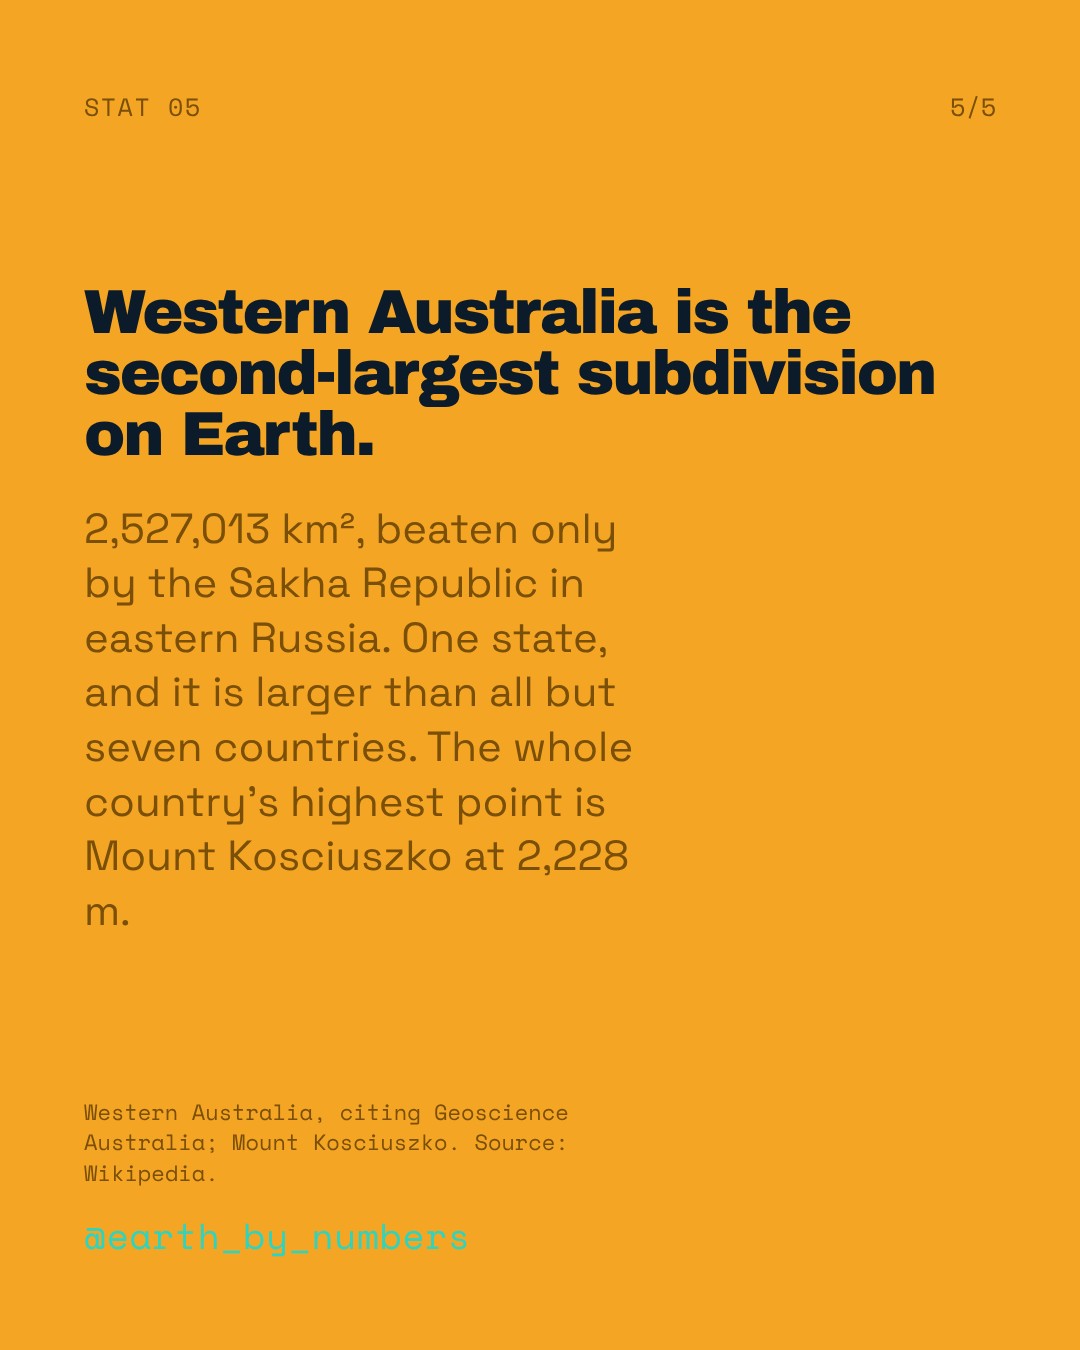 STAT 05
5/5
Western Australia is the
second-largest subdivision
on Earth.
2,527,013 km², beaten only
by the Sakha Republic in
eastern Russia. One state,
and it is larger than all but
seven countries. The whole
country’s highest point is
Mount Kosciuszko at 2,228
m.
Western Australia, citing Geoscience
Australia; Mount Kosciuszko. Source:
Wikipedia.
@earth_by_numbers